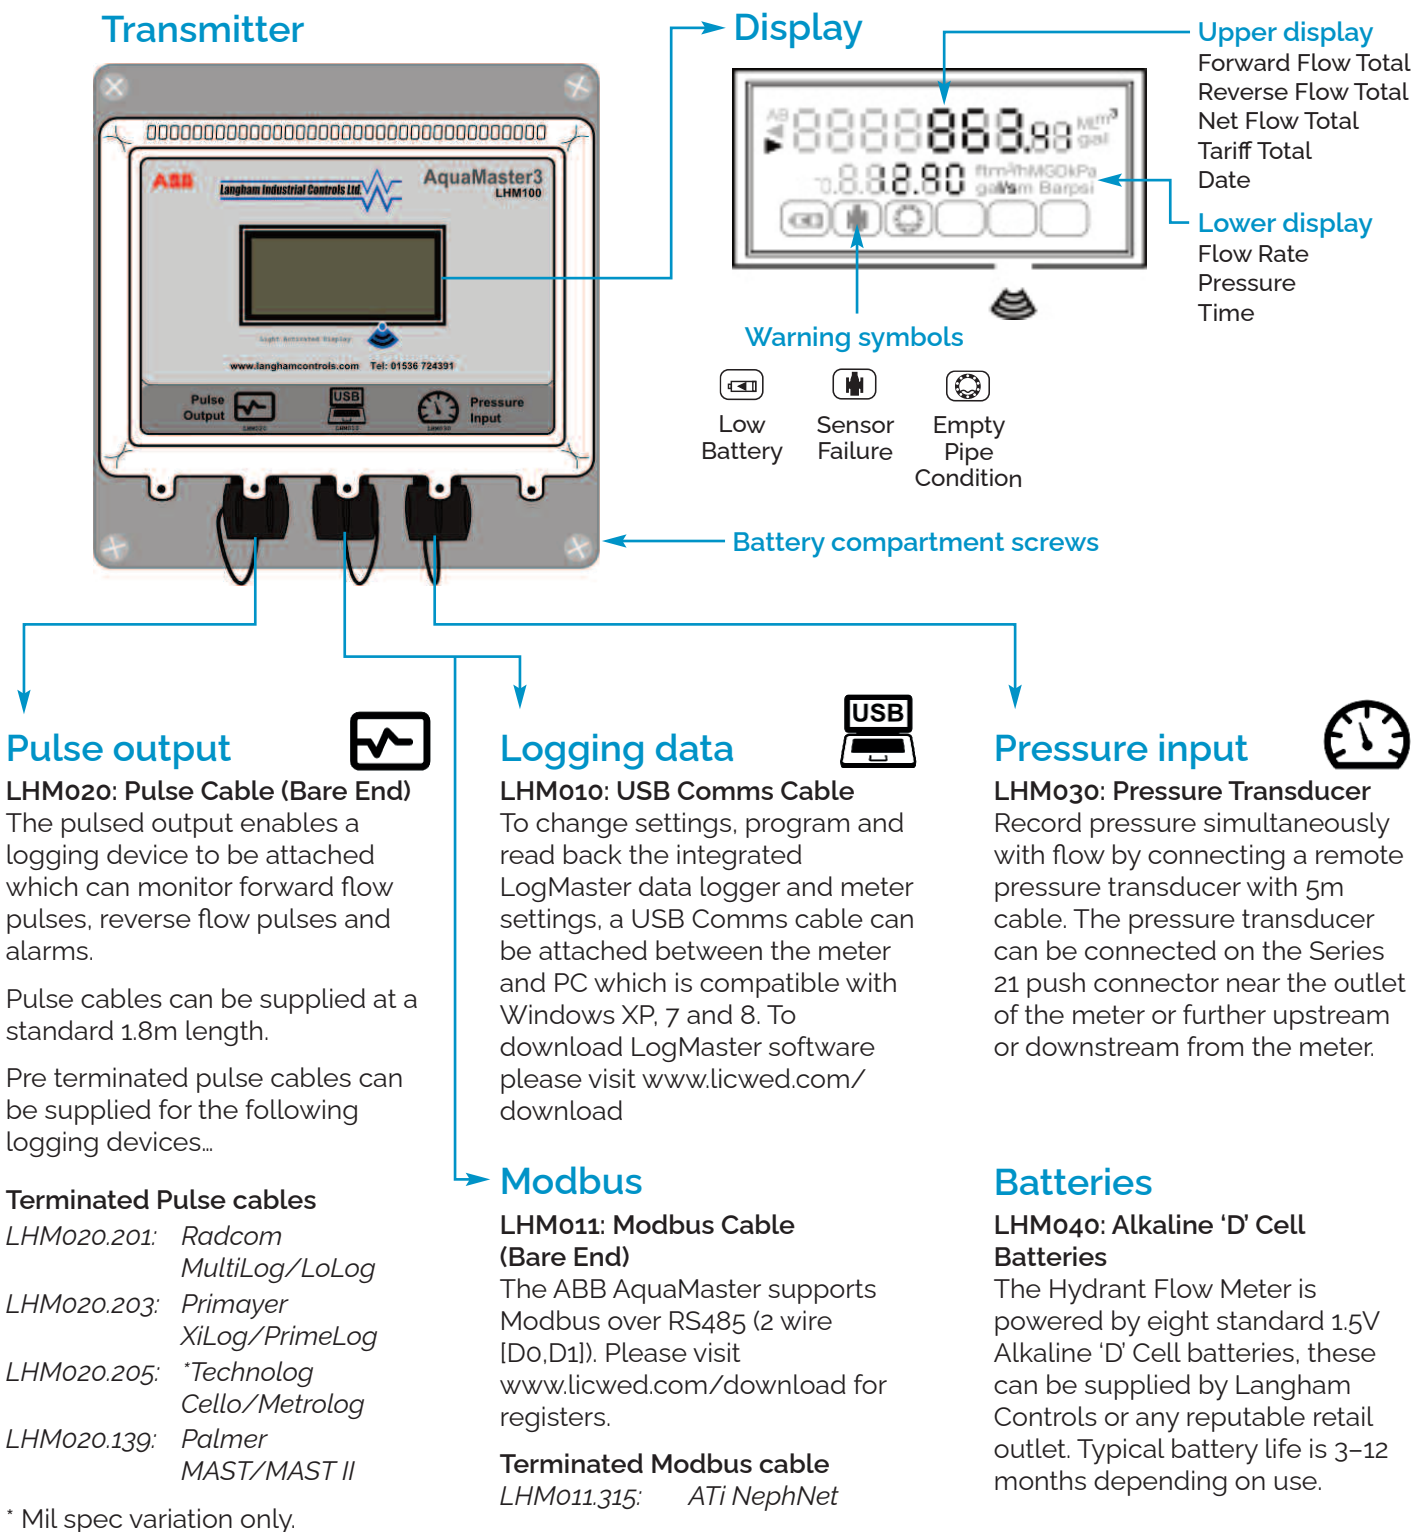 Transmitter
Display
Upper display
Forward Flow Total
Reverse Flow Total
Net Flow Total
Tariff Total
Date
Lower display
Flow Rate
Pressure
Time
ABB
Langham Industrial Controls Ltd.
AquaMaster3
LHM100
Light Activated Display
www.langhamcontrols.com Tel: 01536 724391
Pulse
Output
LHM020
USB
LHM010
LHM030
Pressure
Input
Warning symbols
Low
Battery
Sensor
Failure
Empty
Pipe
Condition
Battery compartment screws
Pulse output
LHM020: Pulse Cable (Bare End)
The pulsed output enables a
logging device to be attached
which can monitor forward flow
pulses, reverse flow pulses and
alarms.
Pulse cables can be supplied at a
standard 1.8m length.
Pre terminated pulse cables can
be supplied for the following
logging devices…
Terminated Pulse cables
LHM020.201: Radcom
MultiLog/LoLog
LHM020.203: Primayer
XiLog/PrimeLog
LHM020.205: *Technolog
Cello/Metrolog
LHM020.139: Palmer
MAST/MAST II
* Mil spec variation only.
Logging data
USB
LHM010: USB Comms Cable
To change settings, program and
read back the integrated
LogMaster data logger and meter
settings, a USB Comms cable can
be attached between the meter
and PC which is compatible with
Windows XP, 7 and 8. To
download LogMaster software
please visit www.licwed.com/
download
Modbus
LHM011: Modbus Cable
(Bare End)
The ABB AquaMaster supports
Modbus over RS485 (2 wire
[D0,D1]). Please visit
www.licwed.com/download for
registers.
Terminated Modbus cable
LHM011.315: ATi NephNet
Pressure input
LHM030: Pressure Transducer
Record pressure simultaneously
with flow by connecting a remote
pressure transducer with 5m
cable. The pressure transducer
can be connected on the Series
21 push connector near the outlet
of the meter or further upstream
or downstream from the meter.
Batteries
LHM040: Alkaline ‘D’ Cell
Batteries
The Hydrant Flow Meter is
powered by eight standard 1.5V
Alkaline ‘D’ Cell batteries, these
can be supplied by Langham
Controls or any reputable retail
outlet. Typical battery life is 3–12
months depending on use.